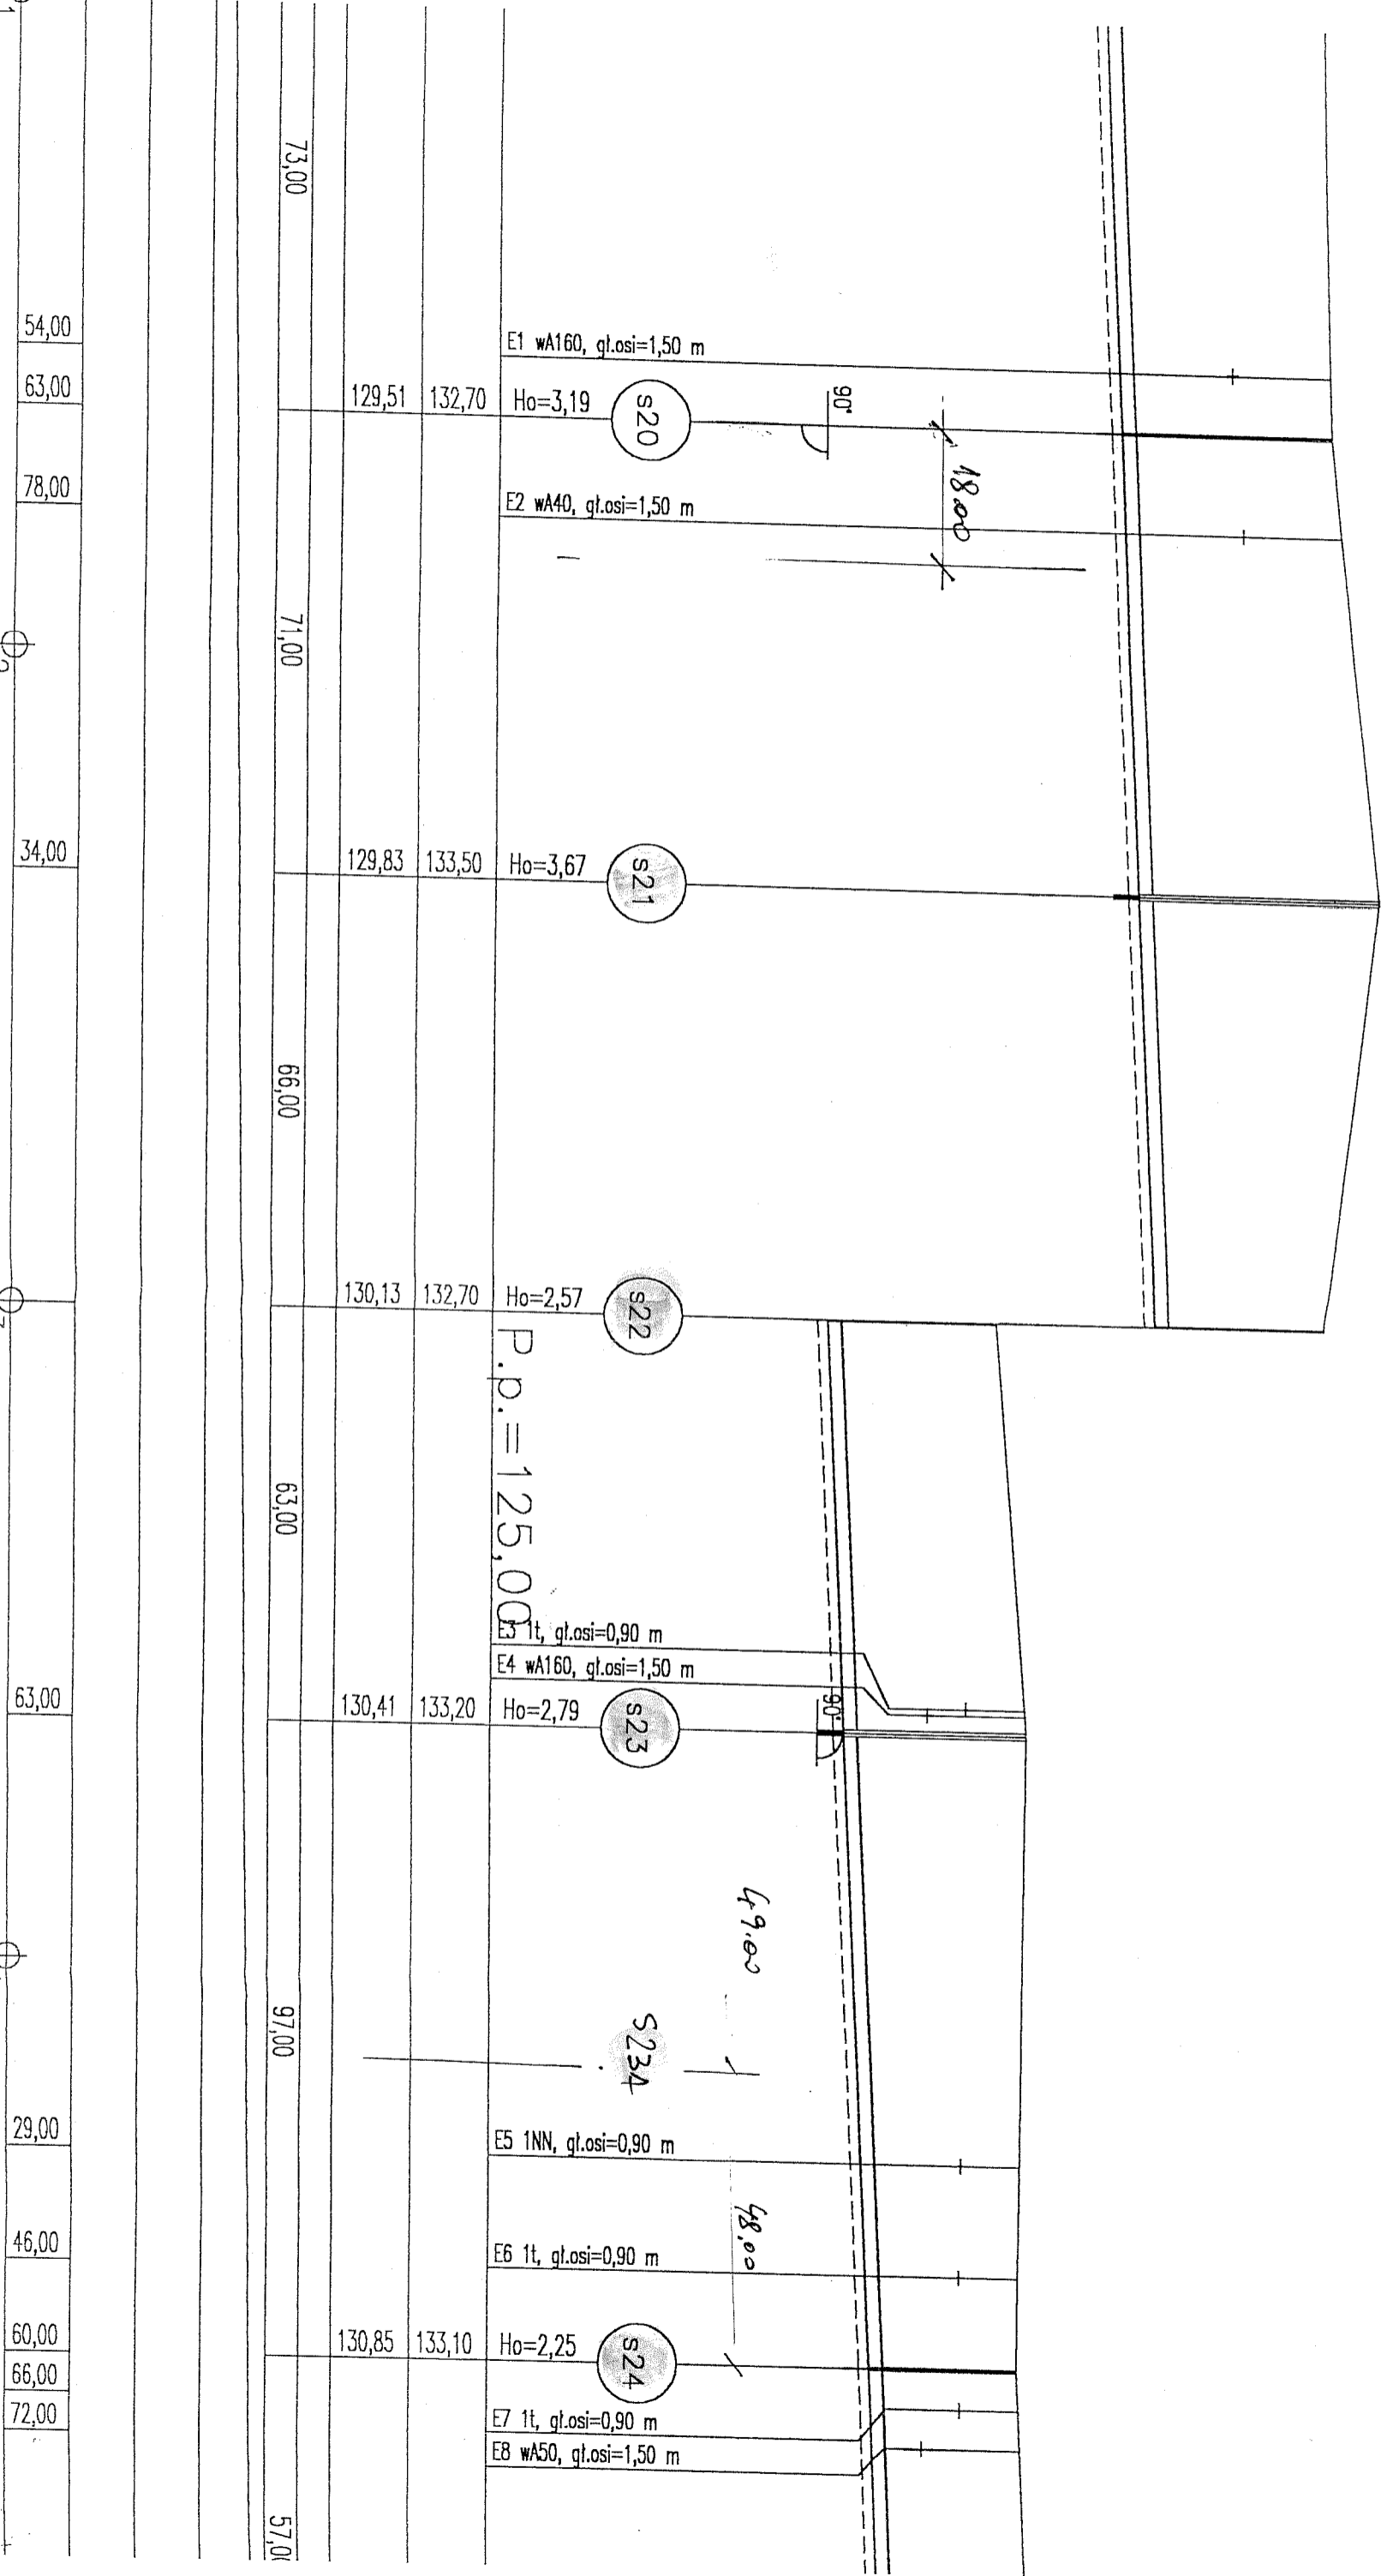 73,00
54,00
E1 wA160, gł.osi=1,50 m
63,00
129,51 132,70 Ho=3,19 s20 90°
18.00
78,00
E2 wA40, gł.osi=1,50 m
71,00
34,00
129,83 133,50 Ho=3,67 s21
66,00
130,13 132,70 Ho=2,57 s22
P.p.=125,00
63,00
E3 1t, gł.osi=0,90 m
E4 wA160, gł.osi=1,50 m
63,00
130,41 133,20 Ho=2,79 s23 90°
49.00
97,00
S23A
29,00
E5 1NN, gł.osi=0,90 m
48.00
46,00
E6 1t, gł.osi=0,90 m
60,00
130,85 133,10 Ho=2,25 s24
66,00
72,00
E7 1t, gł.osi=0,90 m
E8 wA50, gł.osi=1,50 m